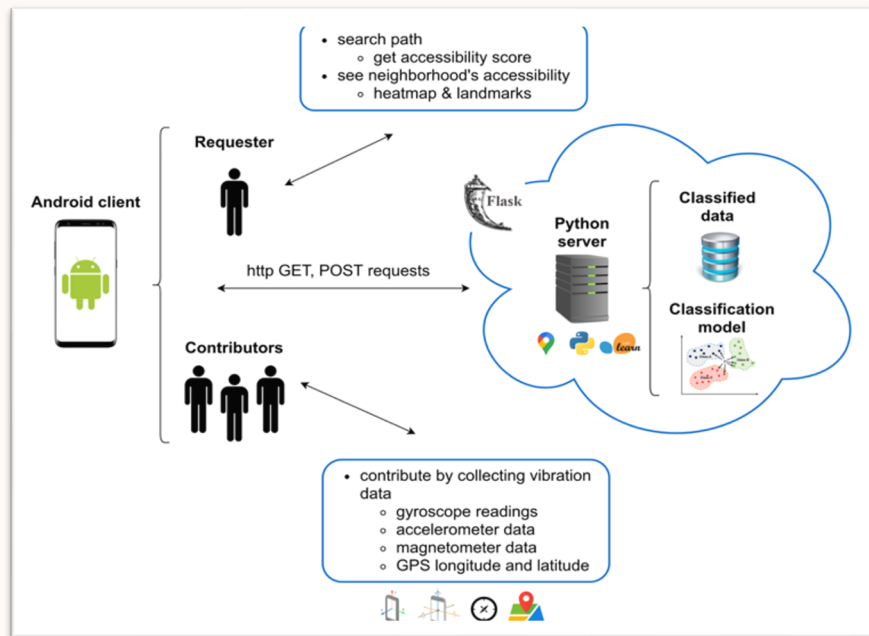 • search path
○ get accessibility score
• see neighborhood's accessibility
○ heatmap & landmarks
Requester
Android client
Flask
Classified
data
Python
server
http GET, POST requests
Classification
model
learn
Contributors
• contribute by collecting vibration
data
○ gyroscope readings
○ accelerometer data
○ magnetometer data
○ GPS longitude and latitude